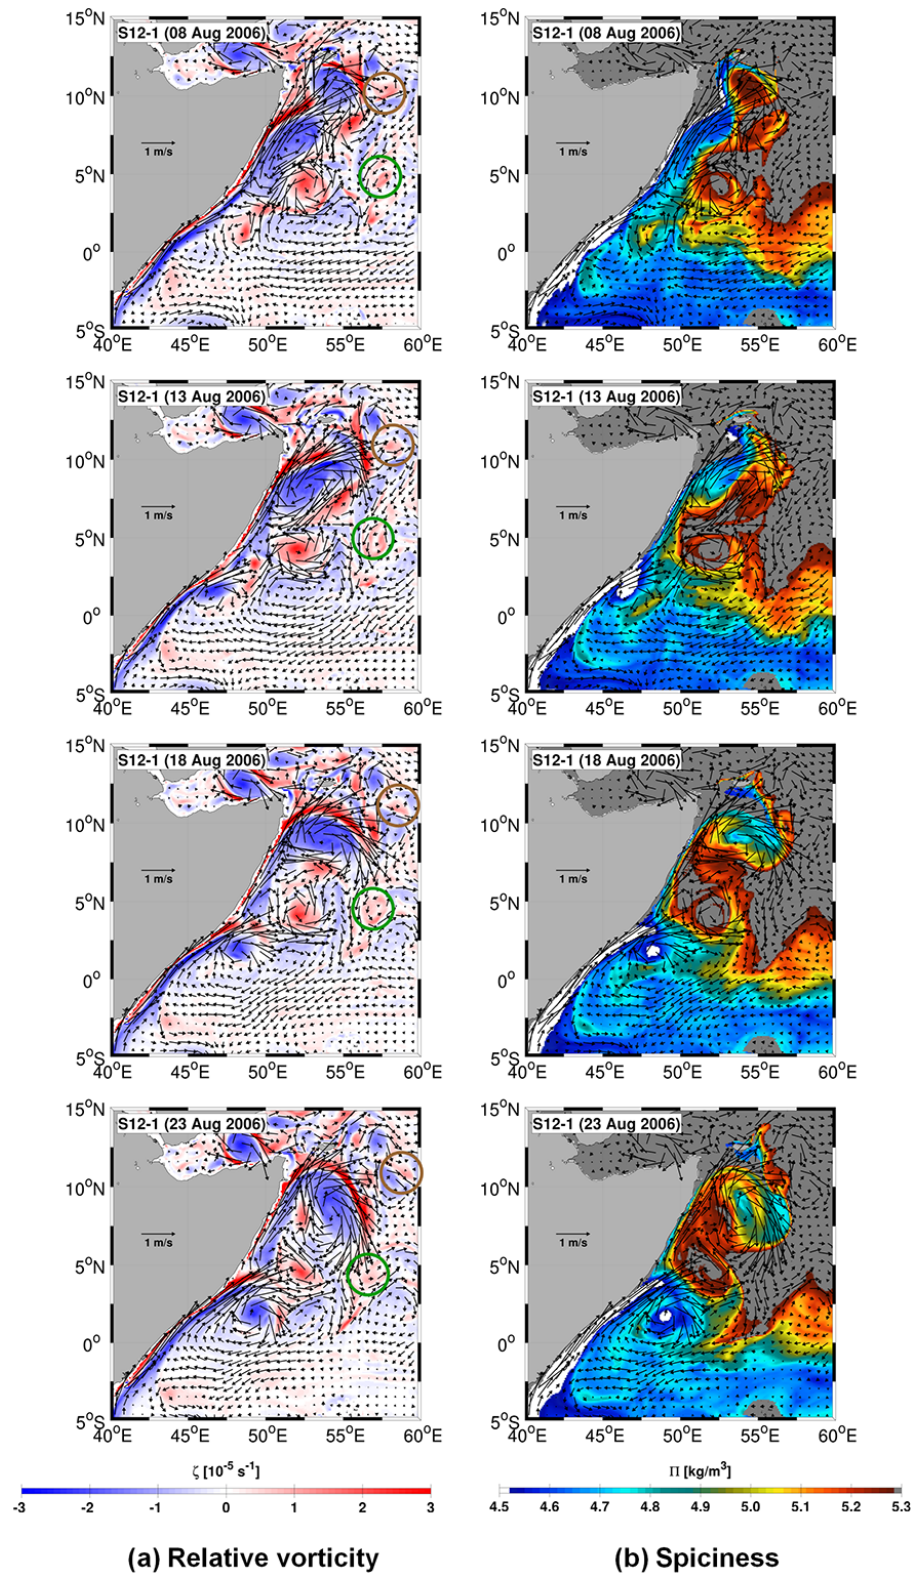 S12-1 (08 Aug 2006)
S12-1 (08 Aug 2006)
15°N
10°N
5°N
0°
5°S
1 m/s
40°E 45°E 50°E 55°E 60°E
15°N
10°N
5°N
0°
5°S
1 m/s
40°E 45°E 50°E 55°E 60°E
S12-1 (13 Aug 2006)
S12-1 (13 Aug 2006)
15°N
10°N
5°N
0°
5°S
1 m/s
40°E 45°E 50°E 55°E 60°E
15°N
10°N
5°N
0°
5°S
1 m/s
40°E 45°E 50°E 55°E 60°E
S12-1 (18 Aug 2006)
S12-1 (18 Aug 2006)
15°N
10°N
5°N
0°
5°S
1 m/s
40°E 45°E 50°E 55°E 60°E
15°N
10°N
5°N
0°
5°S
1 m/s
40°E 45°E 50°E 55°E 60°E
S12-1 (23 Aug 2006)
S12-1 (23 Aug 2006)
15°N
10°N
5°N
0°
5°S
1 m/s
40°E 45°E 50°E 55°E 60°E
15°N
10°N
5°N
0°
5°S
1 m/s
40°E 45°E 50°E 55°E 60°E
ζ [10⁻⁵ s⁻¹]
-3 -2 -1 0 1 2 3
Π [kg/m³]
4.5 4.6 4.7 4.8 4.9 5.0 5.1 5.2 5.3
(a) Relative vorticity
(b) Spiciness